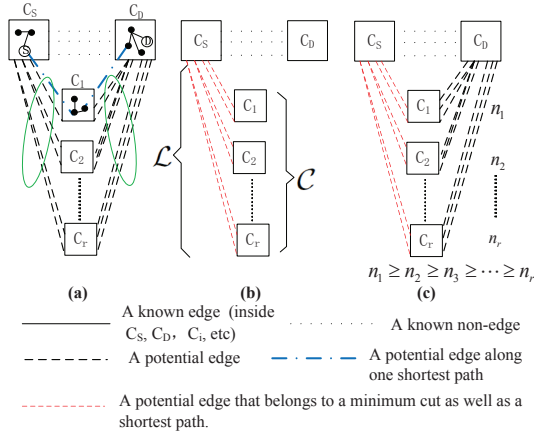 C_S C_D C_S C_D C_S C_D
S D
C_1 C_1 C_1 n_1
C_2 C_2 C_2 n_2
ℒ 𝒞
C_r C_r C_r n_r
n_1 ≥ n_2 ≥ n_3 ≥ ⋯ ≥ n_r
(a) (b) (c)
A known edge (inside
C_S, C_D, C_i, etc)
A known non-edge
A potential edge
A potential edge along
one shortest path
A potential edge that belongs to a minimum cut as well as a
shortest path.